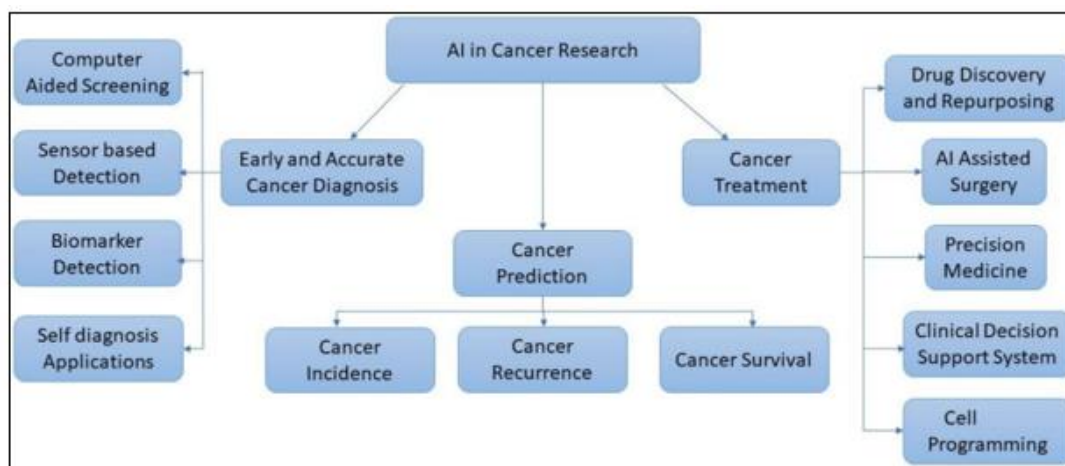 AI in Cancer Research
Computer
Aided Screening
Sensor based
Detection
Biomarker
Detection
Self diagnosis
Applications
Early and Accurate
Cancer Diagnosis
Cancer
Prediction
Cancer
Incidence
Cancer
Recurrence
Cancer Survival
Cancer
Treatment
Drug Discovery
and Repurposing
AI Assisted
Surgery
Precision
Medicine
Clinical Decision
Support System
Cell
Programming